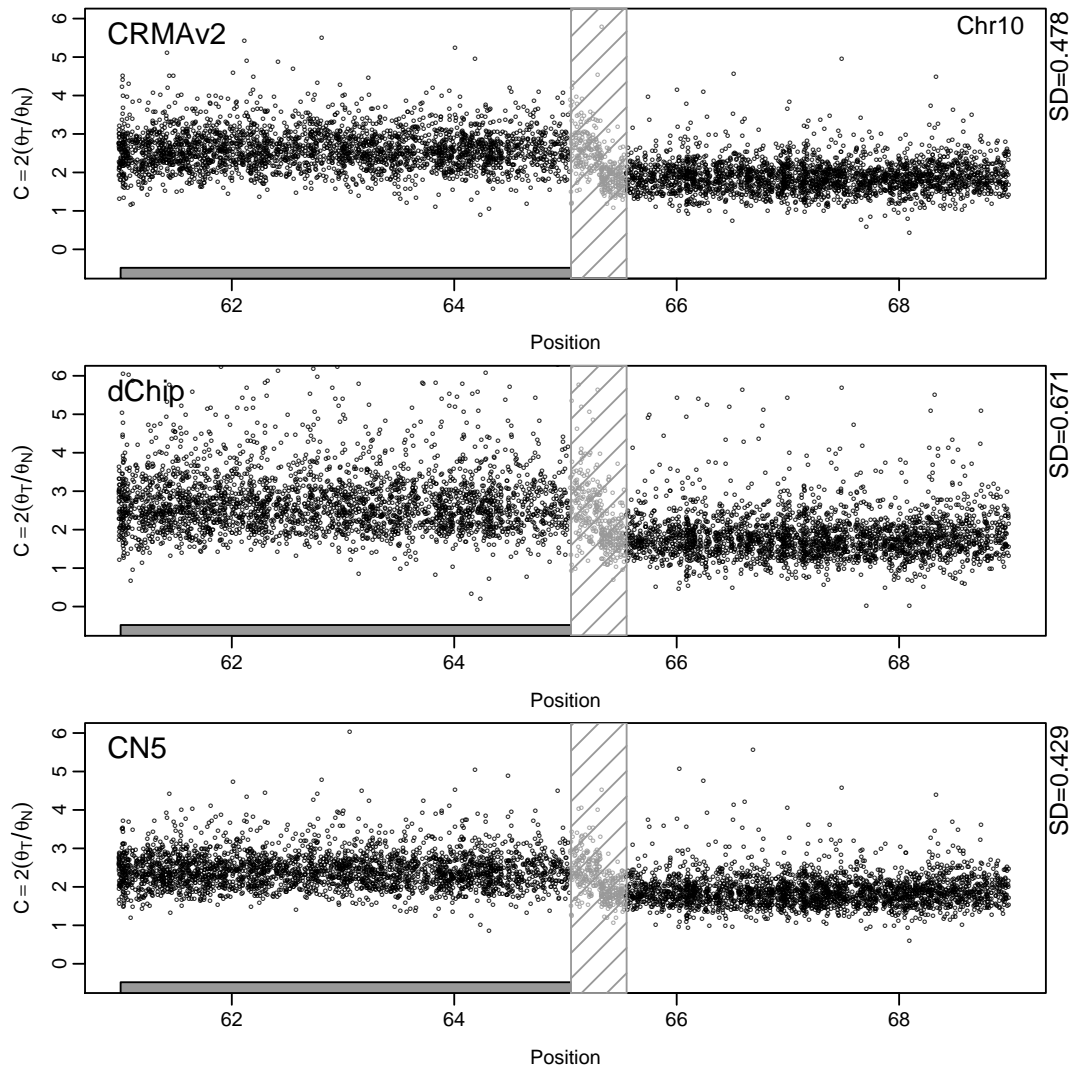 CRMAv2
Chr10
SD=0.478
C = 2(θT/θN)
6
5
4
3
2
1
0
62 64 66 68
Position
dChip
SD=0.671
C = 2(θT/θN)
6
5
4
3
2
1
0
62 64 66 68
Position
CN5
SD=0.429
C = 2(θT/θN)
6
5
4
3
2
1
0
62 64 66 68
Position